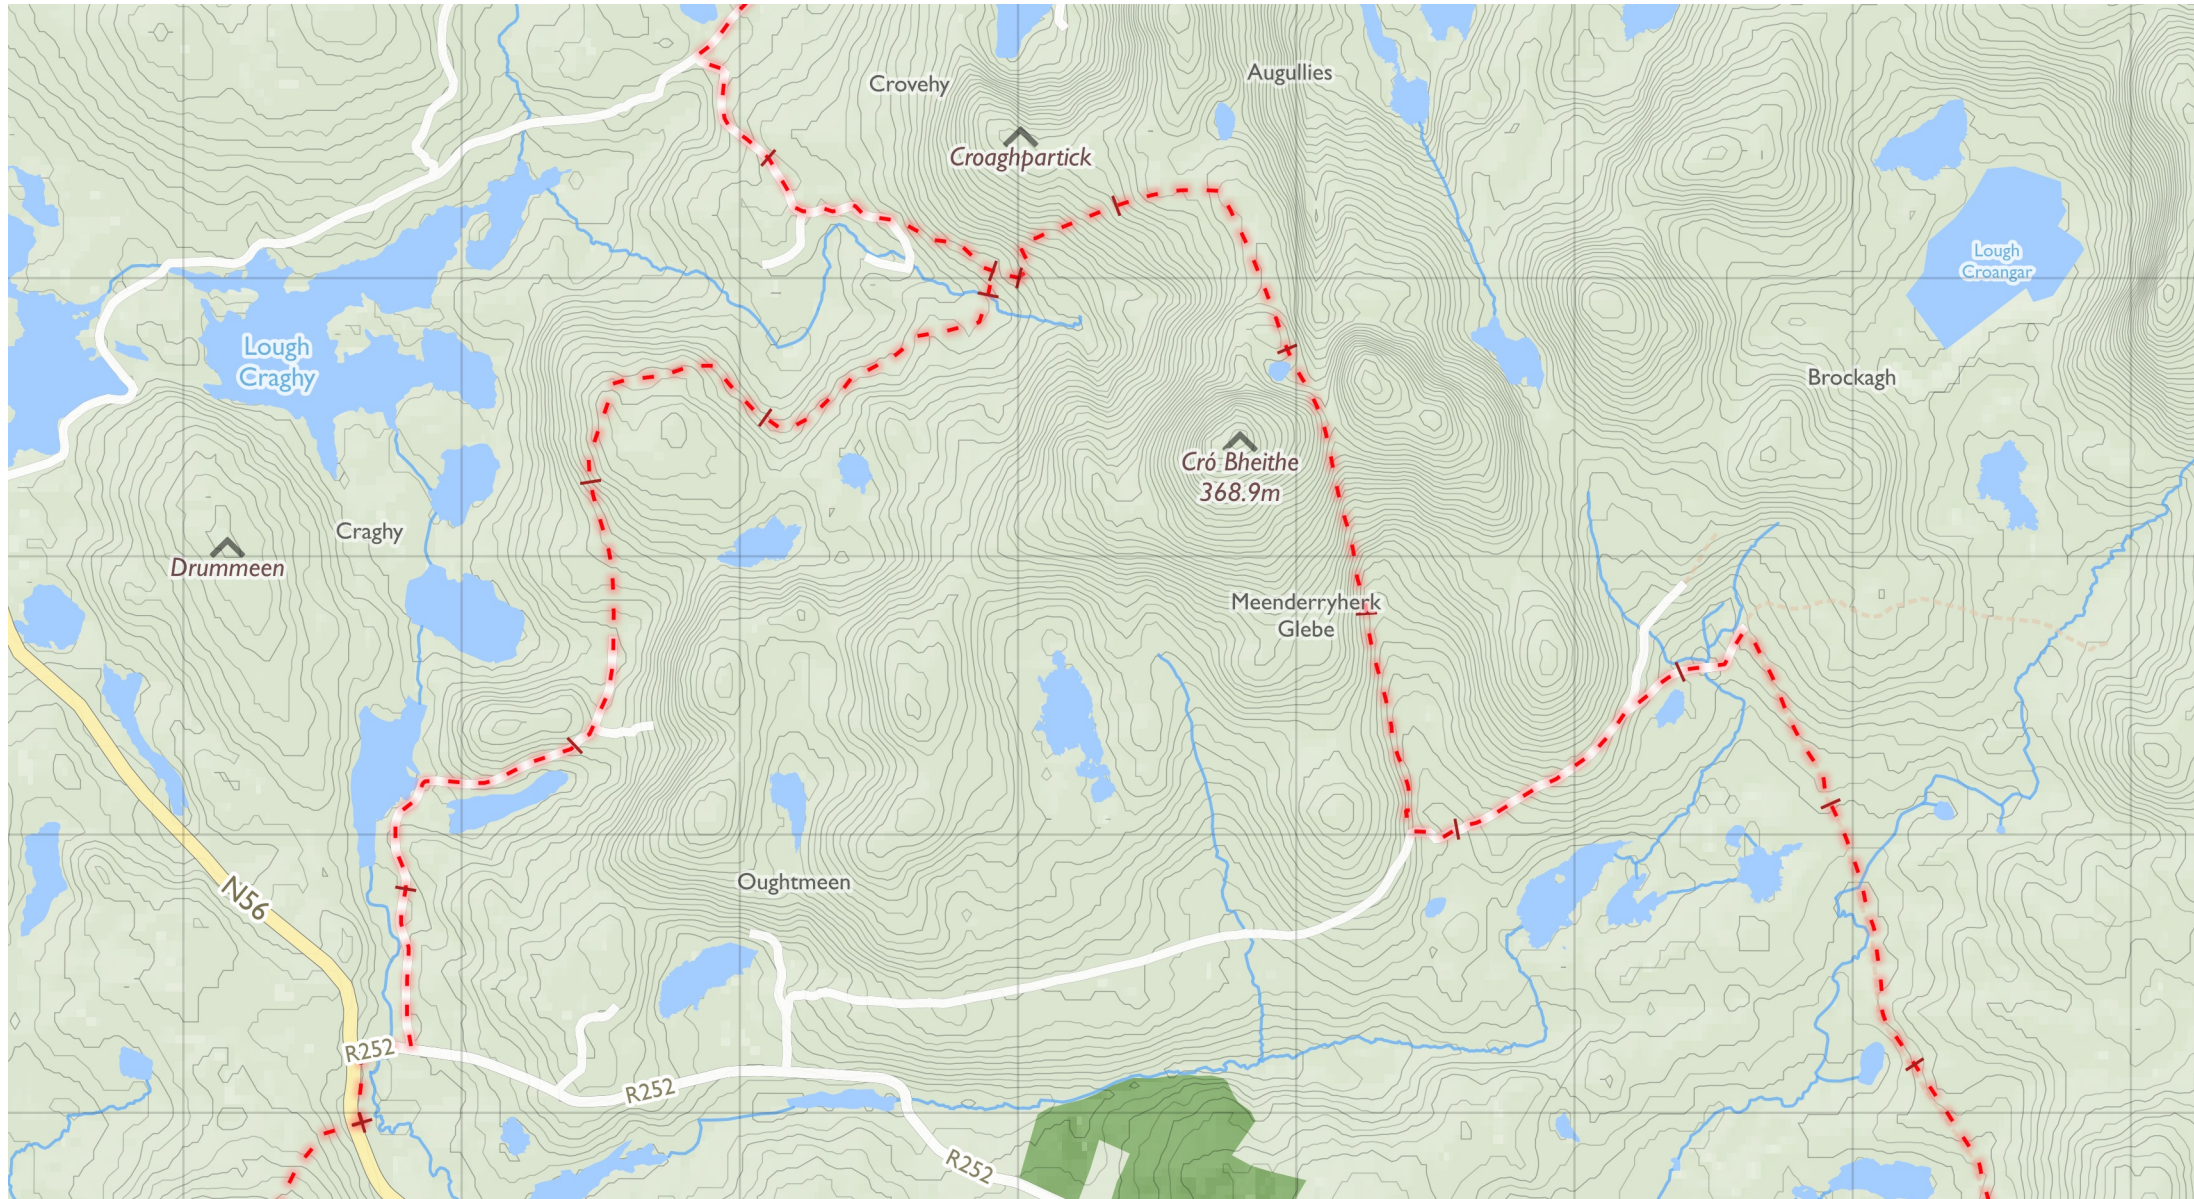 Crovehy
Augullies
Croaghpartick
Lough
Croangar
Lough
Craghy
Brockagh
Cró Bheithe
368.9m
Craghy
Drummeen
Meenderryherk
Glebe
Oughtmeen
N56
R252
R252
R252